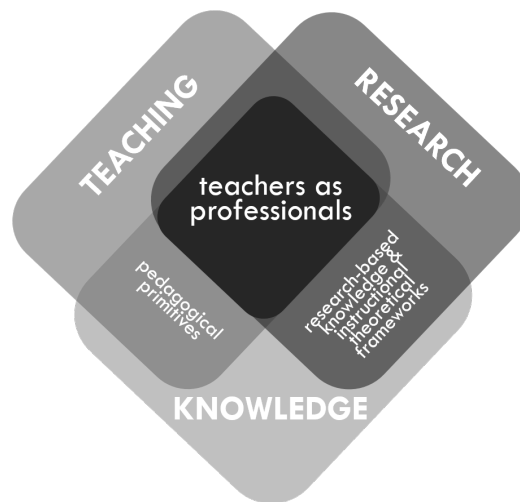 TEACHING
RESEARCH
teachers as
professionals
pedagogical
primitives
research-based
knowledge &
instructional
theoretical
frameworks
KNOWLEDGE